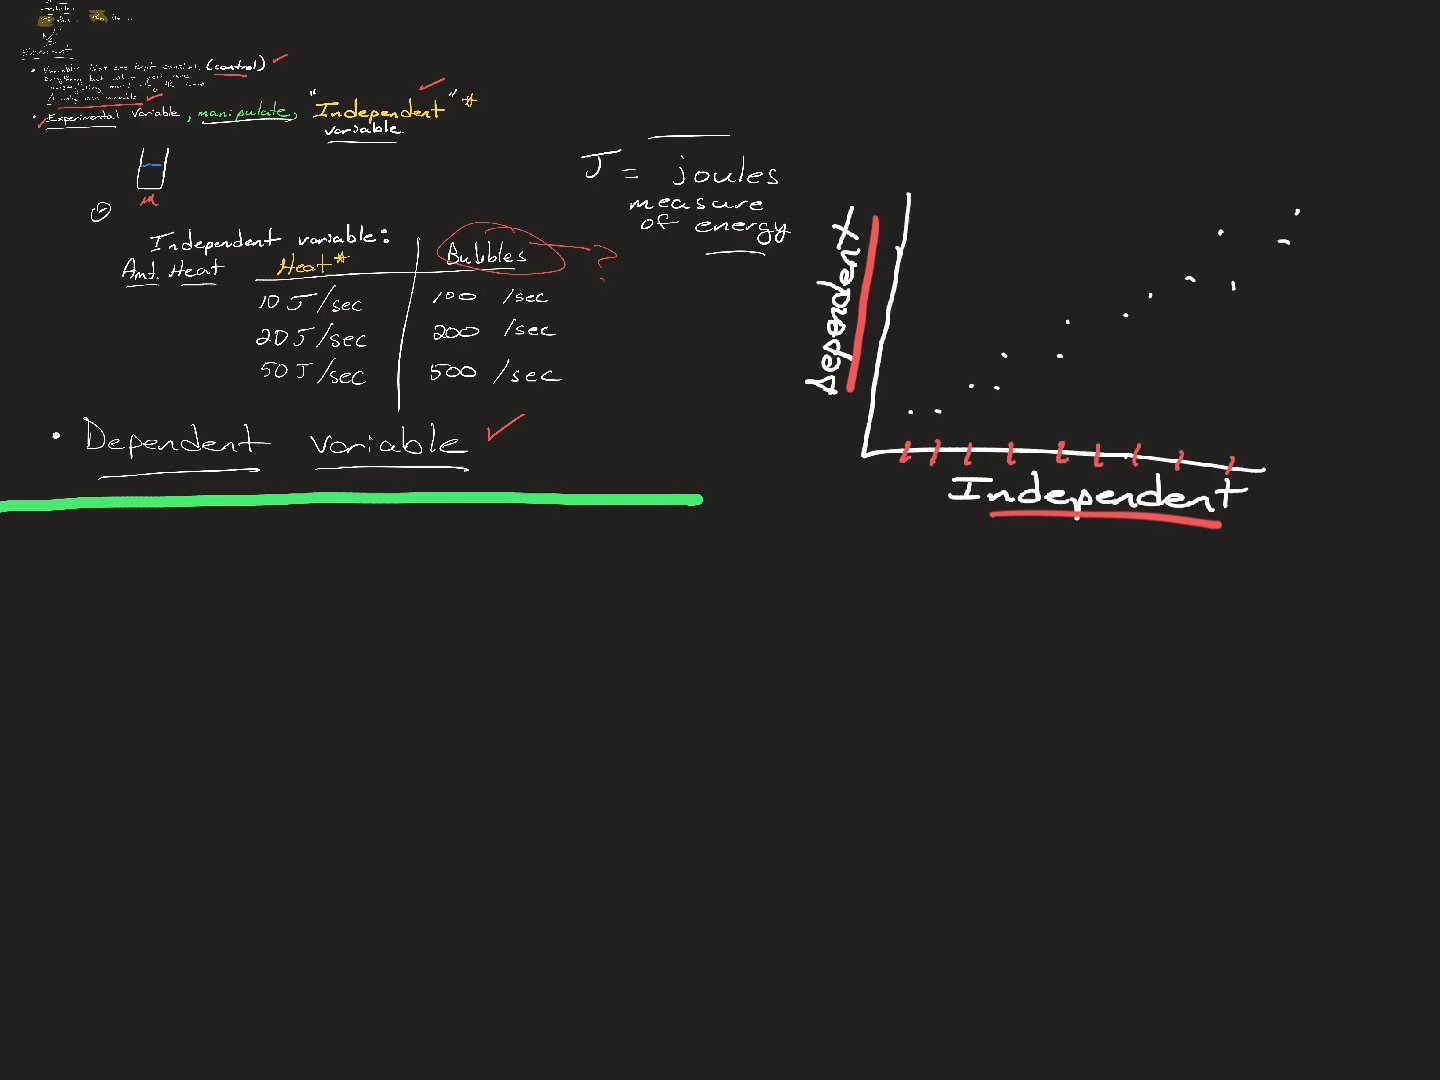 (control)
Experimental Variable, manipulate, "Independent" *
variable
J = joules
measure
of energy
Independent variable:
Amt. Heat
Heat* Bubbles ?
10 J/sec 100 /sec
20 J/sec 200 /sec
50 J/sec 500 /sec
• Dependent variable
Dependent
Independent